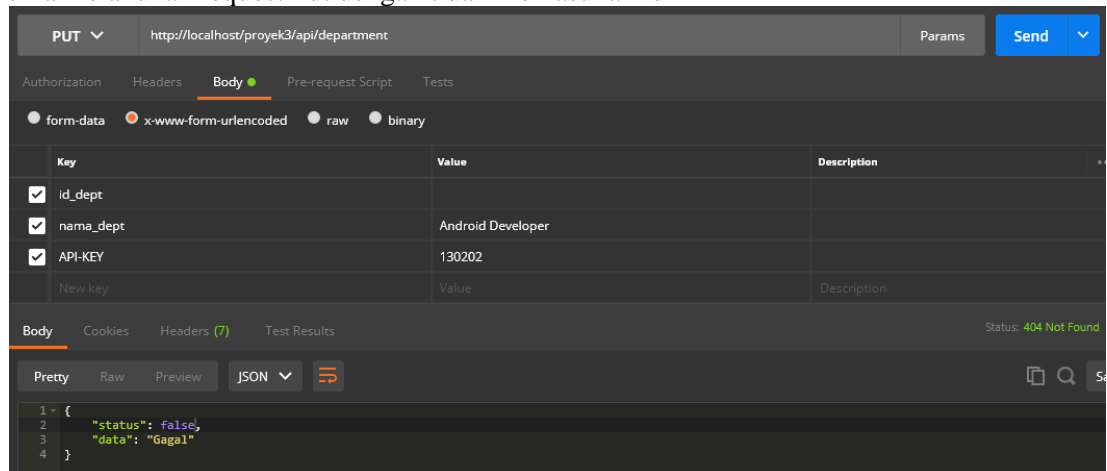 PUT http://localhost/proyek3/api/department Params Send
Authorization Headers Body Pre-request Script Tests
form-data x-www-form-urlencoded raw binary
Key Value Description
id_dept
nama_dept Android Developer
API-KEY 130202
New key Value Description
Body Cookies Headers (7) Test Results Status: 404 Not Found
Pretty Raw Preview JSON Sa
1 {
2 "status": false,
3 "data": "Gagal"
4 }